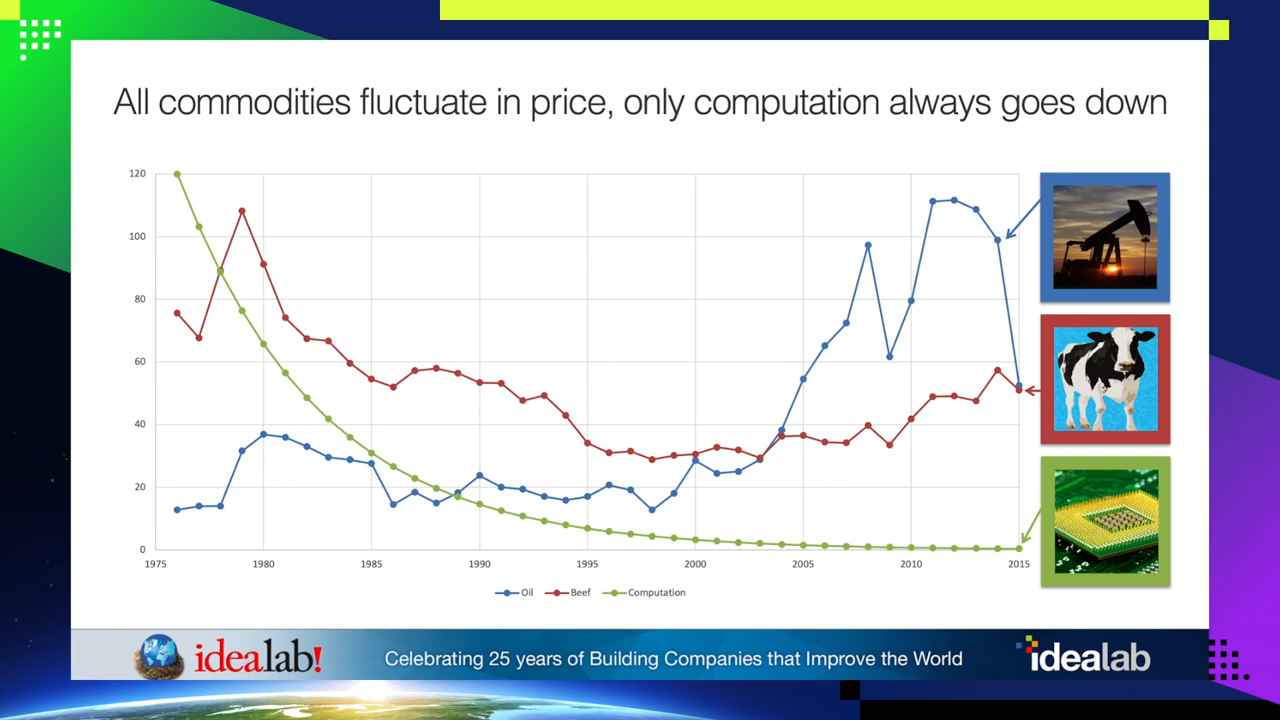 All commodities fluctuate in price, only computation always goes down
120
100
80
60
40
20
0
1975 1980 1985 1990 1995 2000 2005 2010 2015
Oil Beef Computation
idealab!
Celebrating 25 years of Building Companies that Improve the World
idealab